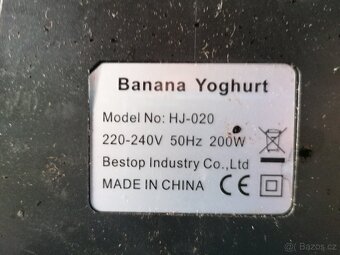 Banana Yoghurt
Model No: HJ-020
220-240V 50Hz 200W
Bestop Industry Co.,Ltd
MADE IN CHINA CE
Bazos.cz